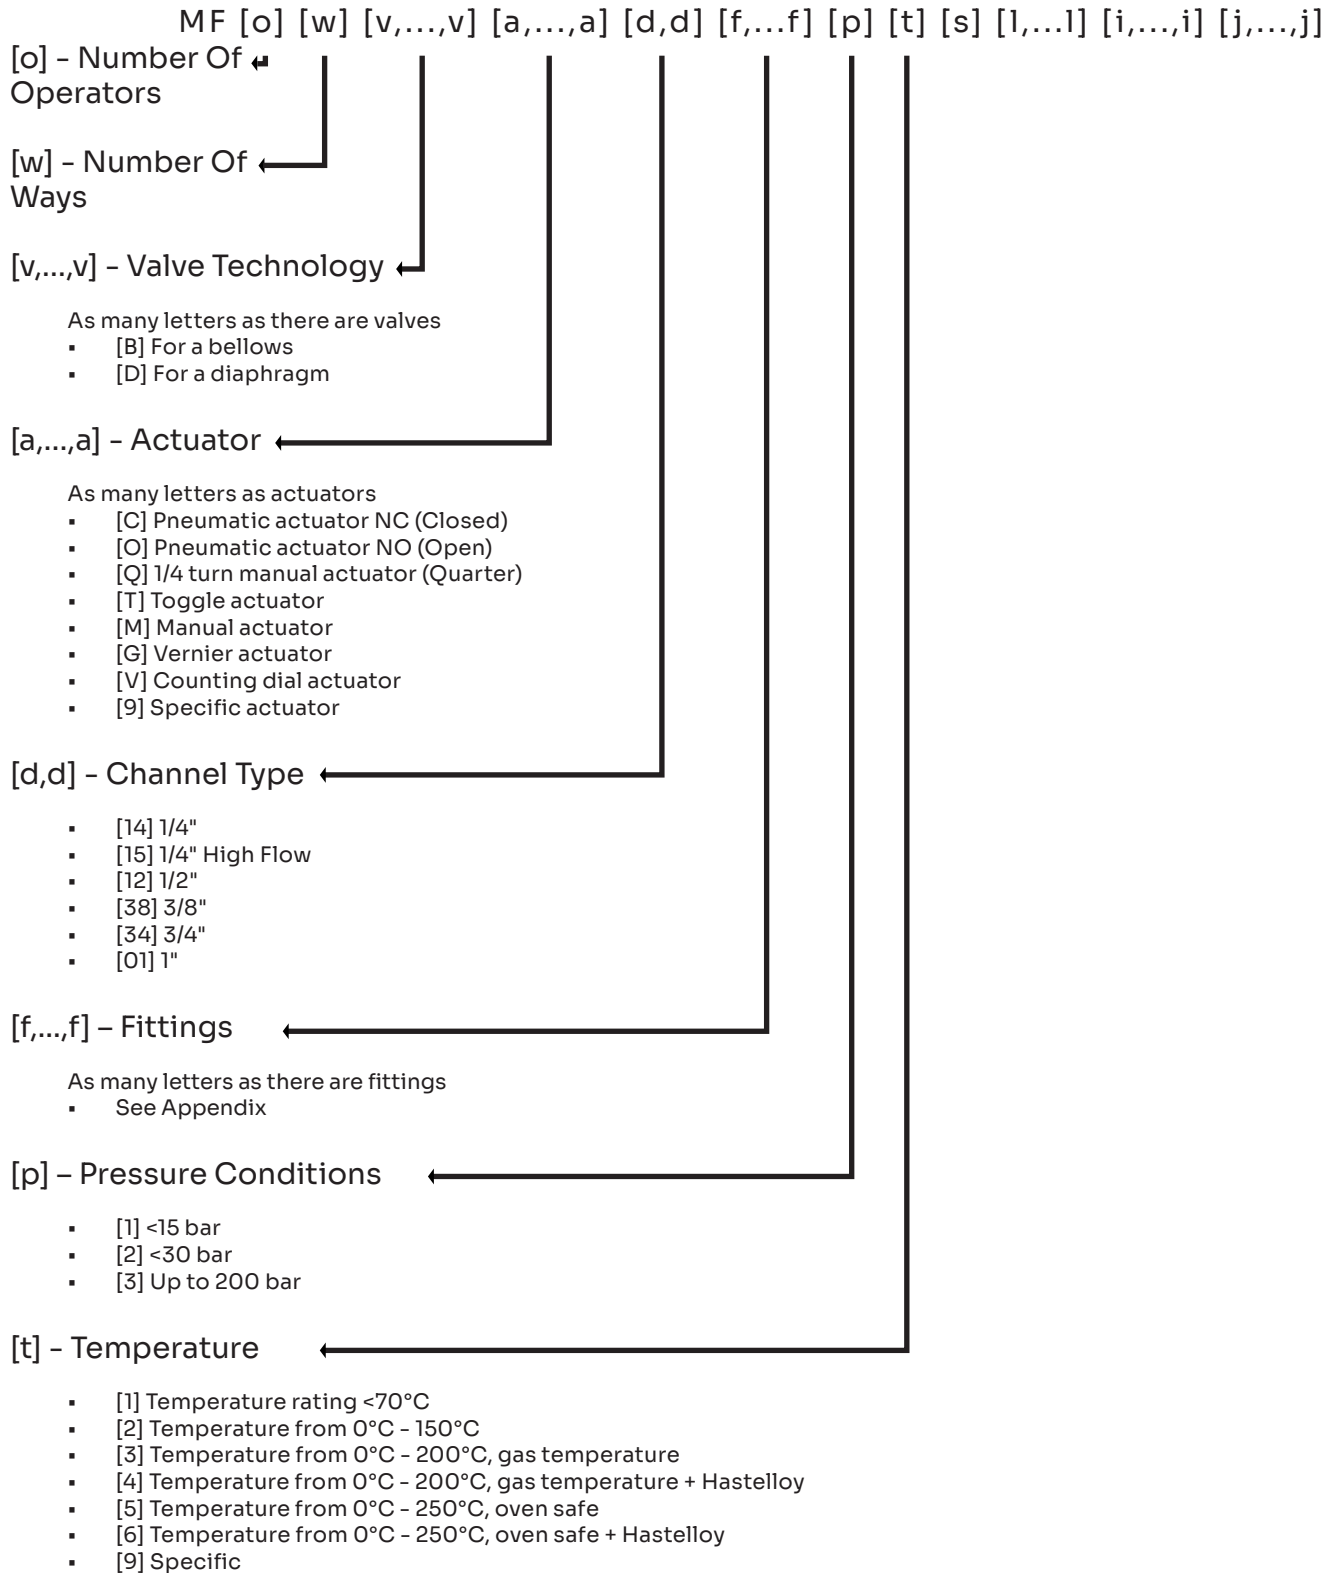 MF [o] [w] [v,...,v] [a,...,a] [d,d] [f,...f] [p] [t] [s] [l,...l] [i,...,i] [j,...,j]
[o] - Number Of
Operators
[w] - Number Of
Ways
[v,...,v] - Valve Technology
As many letters as there are valves
▪ [B] For a bellows
▪ [D] For a diaphragm
[a,...,a] - Actuator
As many letters as actuators
▪ [C] Pneumatic actuator NC (Closed)
▪ [O] Pneumatic actuator NO (Open)
▪ [Q] 1/4 turn manual actuator (Quarter)
▪ [T] Toggle actuator
▪ [M] Manual actuator
▪ [G] Vernier actuator
▪ [V] Counting dial actuator
▪ [9] Specific actuator
[d,d] - Channel Type
▪ [14] 1/4"
▪ [15] 1/4" High Flow
▪ [12] 1/2"
▪ [38] 3/8"
▪ [34] 3/4"
▪ [01] 1"
[f,...,f] – Fittings
As many letters as there are fittings
▪ See Appendix
[p] – Pressure Conditions
▪ [1] <15 bar
▪ [2] <30 bar
▪ [3] Up to 200 bar
[t] - Temperature
▪ [1] Temperature rating <70°C
▪ [2] Temperature from 0°C - 150°C
▪ [3] Temperature from 0°C - 200°C, gas temperature
▪ [4] Temperature from 0°C - 200°C, gas temperature + Hastelloy
▪ [5] Temperature from 0°C - 250°C, oven safe
▪ [6] Temperature from 0°C - 250°C, oven safe + Hastelloy
▪ [9] Specific